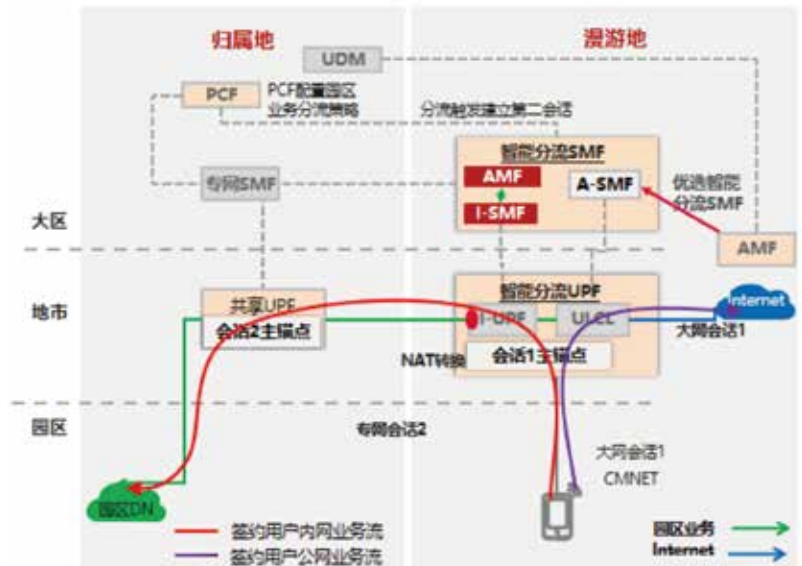 归属地
漫游地
UDM
PCF
PCF配置园区
业务分流策略
分流触发建立第二会话
智能分流SMF
AMF
A-SMF
I-SMF
优选智能
分流SMF
专网SMF
大区
AMF
地市
共享UPF
会话2主锚点
智能分流UPF
I-UPF
ULCL
会话1主锚点
Internet
大网会话1
NAT转换
园区
专网会话2
大网会话1
CMNET
园区DN
签约用户内网业务流
签约用户公网业务流
园区业务
Internet